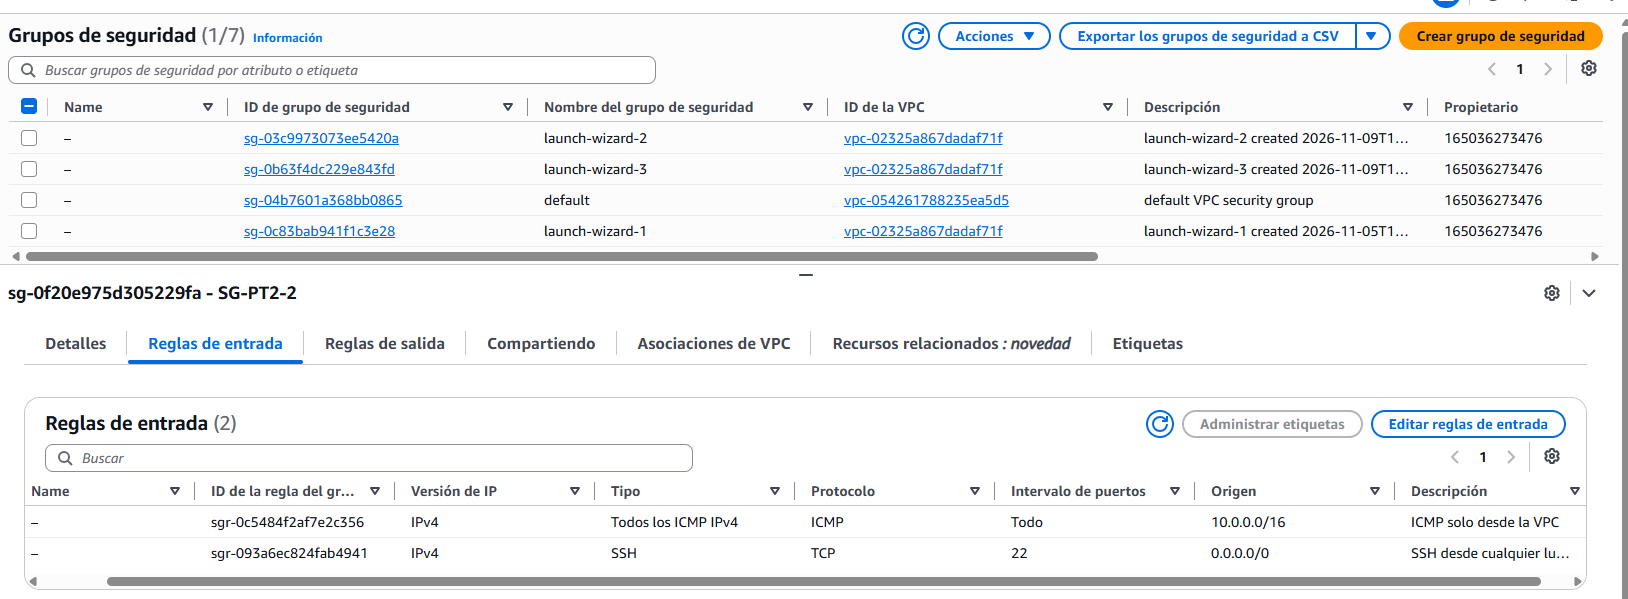 Grupos de seguridad (1/7) Información
Acciones
Exportar los grupos de seguridad a CSV
Crear grupo de seguridad
Buscar grupos de seguridad por atributo o etiqueta
1
Name ID de grupo de seguridad Nombre del grupo de seguridad ID de la VPC Descripción Propietario
– sg-03c9973073ee5420a launch-wizard-2 vpc-02325a867dadaf71f launch-wizard-2 created 2026-11-09T1... 165036273476
– sg-0b63f4dc229e843fd launch-wizard-3 vpc-02325a867dadaf71f launch-wizard-3 created 2026-11-09T1... 165036273476
– sg-04b7601a368bb0865 default vpc-054261788235ea5d5 default VPC security group 165036273476
– sg-0c83bab941f1c3e28 launch-wizard-1 vpc-02325a867dadaf71f launch-wizard-1 created 2026-11-05T1... 165036273476
sg-0f20e975d305229fa - SG-PT2-2
Detalles Reglas de entrada Reglas de salida Compartiendo Asociaciones de VPC Recursos relacionados : novedad Etiquetas
Reglas de entrada (2)
Administrar etiquetas
Editar reglas de entrada
Buscar
1
Name ID de la regla del gr... Versión de IP Tipo Protocolo Intervalo de puertos Origen Descripción
– sgr-0c5484f2af7e2c356 IPv4 Todos los ICMP IPv4 ICMP Todo 10.0.0.0/16 ICMP solo desde la VPC
– sgr-093a6ec824fab4941 IPv4 SSH TCP 22 0.0.0.0/0 SSH desde cualquier lu...